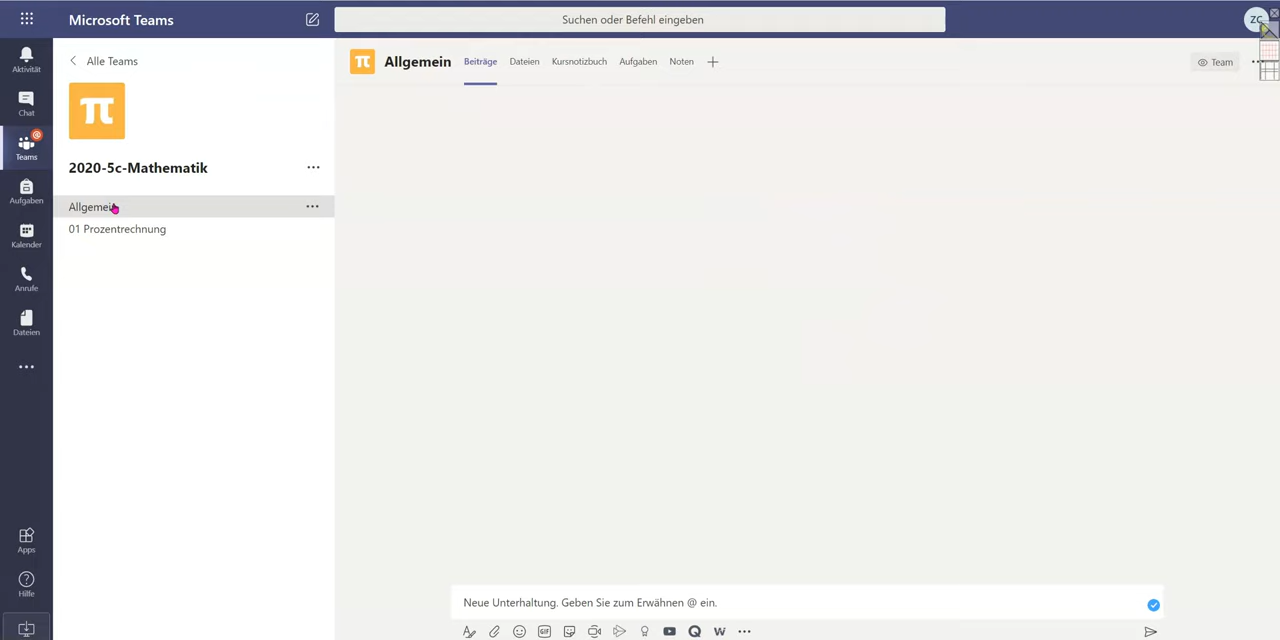 Microsoft Teams
Suchen oder Befehl eingeben
ZC
Aktivität
Chat
Teams
Aufgaben
Kalender
Anrufe
Dateien
Apps
Hilfe
Alle Teams
π
2020-5c-Mathematik
Allgemein
01 Prozentrechnung
π Allgemein Beiträge Dateien Kursnotizbuch Aufgaben Noten
Team
Neue Unterhaltung. Geben Sie zum Erwähnen @ ein.
GIF